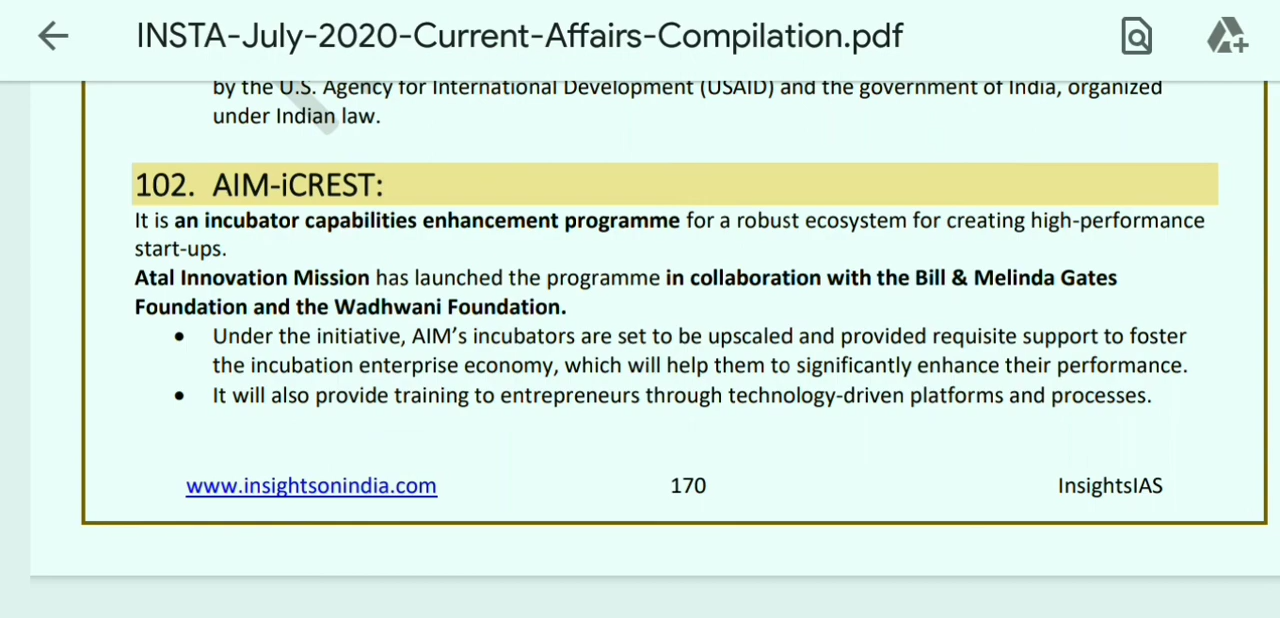 INSTA-July-2020-Current-Affairs-Compilation.pdf
by the U.S. Agency for International Development (USAID) and the government of India, organized
under Indian law.
102. AIM-iCREST:
It is an incubator capabilities enhancement programme for a robust ecosystem for creating high-performance
start-ups.
Atal Innovation Mission has launched the programme in collaboration with the Bill & Melinda Gates
Foundation and the Wadhwani Foundation.
• Under the initiative, AIM's incubators are set to be upscaled and provided requisite support to foster
the incubation enterprise economy, which will help them to significantly enhance their performance.
• It will also provide training to entrepreneurs through technology-driven platforms and processes.
www.insightsonindia.com 170 InsightsIAS